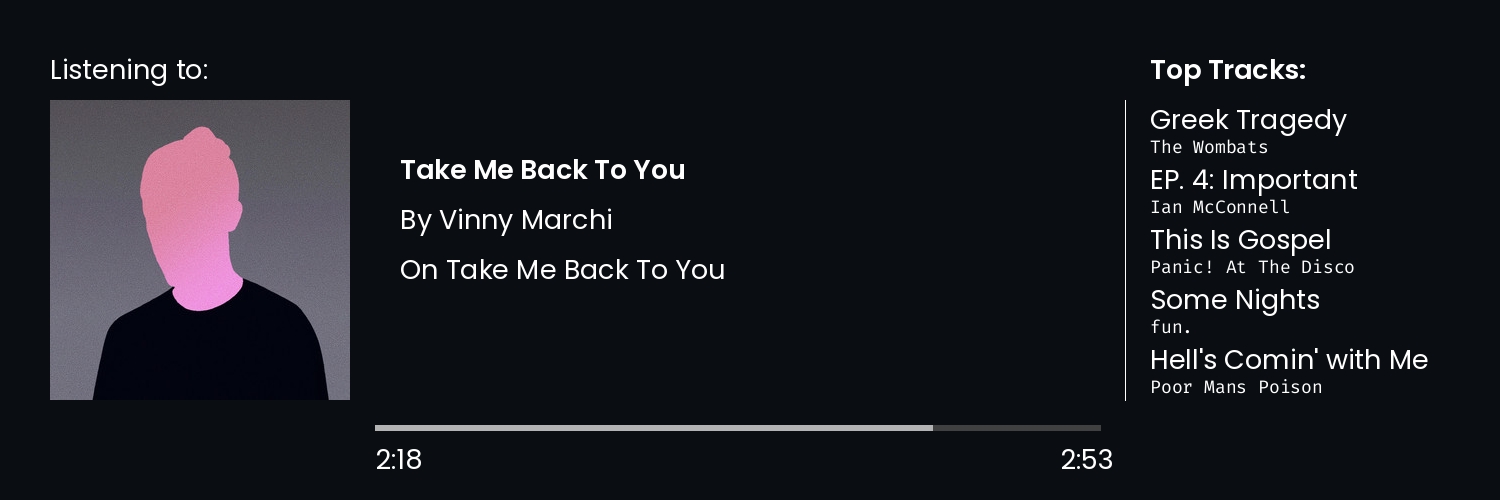 Listening to:
Take Me Back To You
By Vinny Marchi
On Take Me Back To You
2:18
2:53
Top Tracks:
Greek Tragedy
The Wombats
EP. 4: Important
Ian McConnell
This Is Gospel
Panic! At The Disco
Some Nights
fun.
Hell's Comin' with Me
Poor Mans Poison